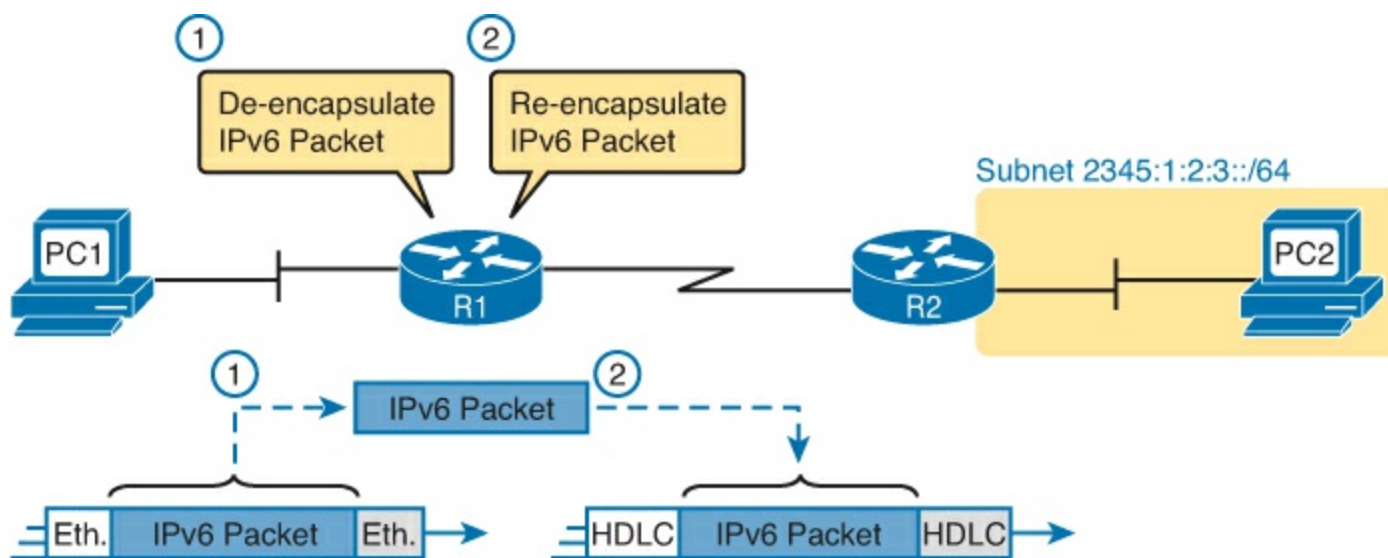 1
2
De-encapsulate
IPv6 Packet
Re-encapsulate
IPv6 Packet
Subnet 2345:1:2:3::/64
PC1
R1
R2
PC2
1
IPv6 Packet
2
Eth. IPv6 Packet Eth.
HDLC IPv6 Packet HDLC